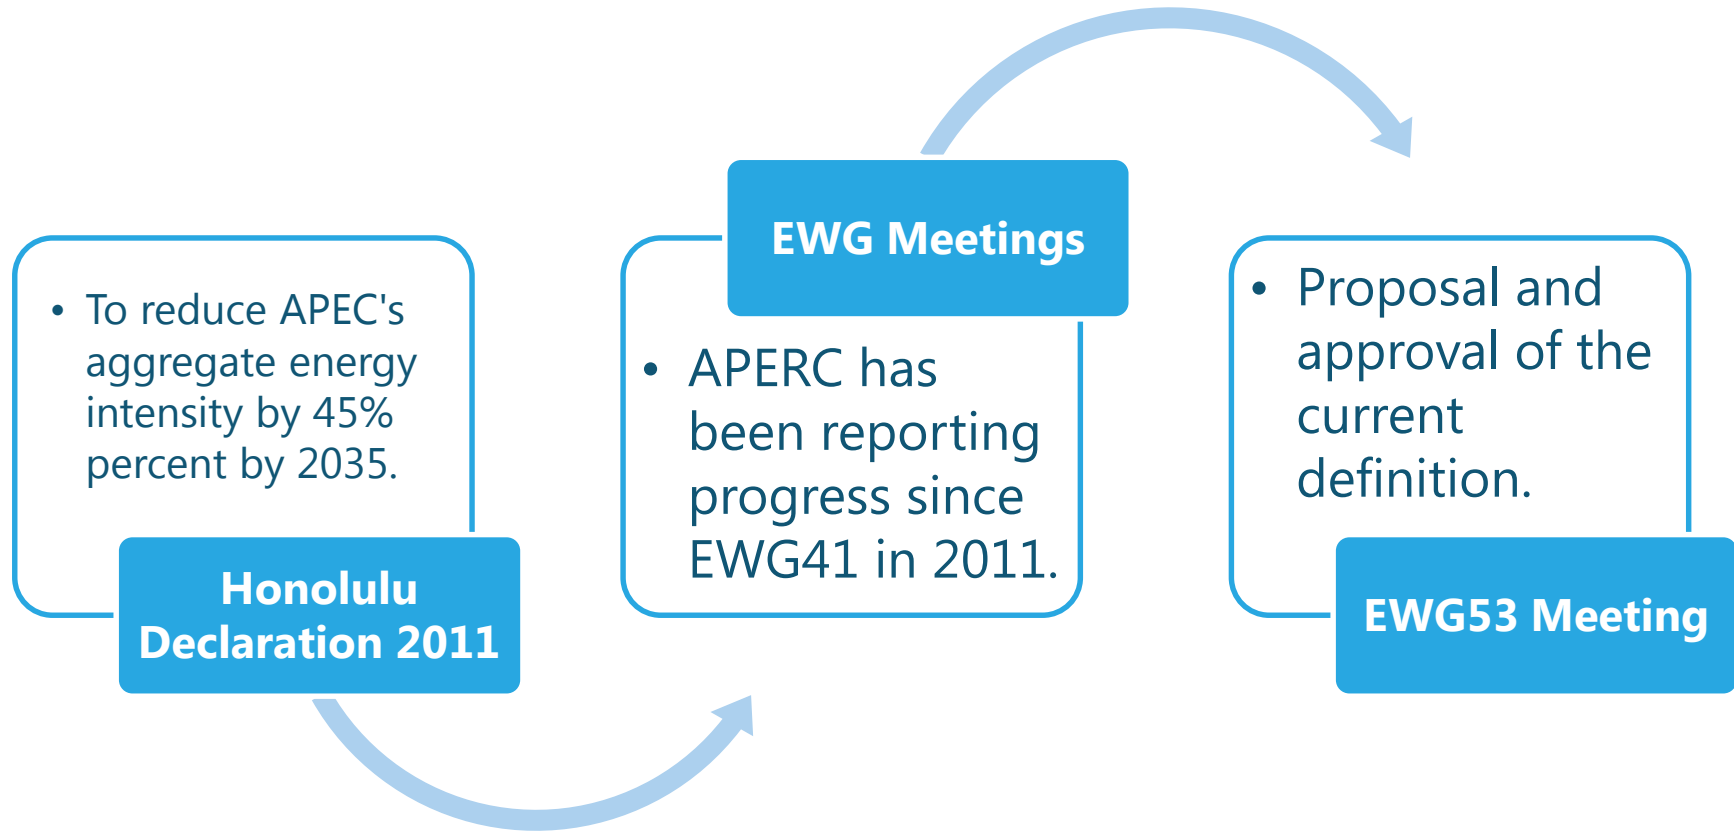 • To reduce APEC's
aggregate energy
intensity by 45%
percent by 2035.
Honolulu
Declaration 2011
EWG Meetings
• APERC has
been reporting
progress since
EWG41 in 2011.
• Proposal and
approval of the
current
definition.
EWG53 Meeting